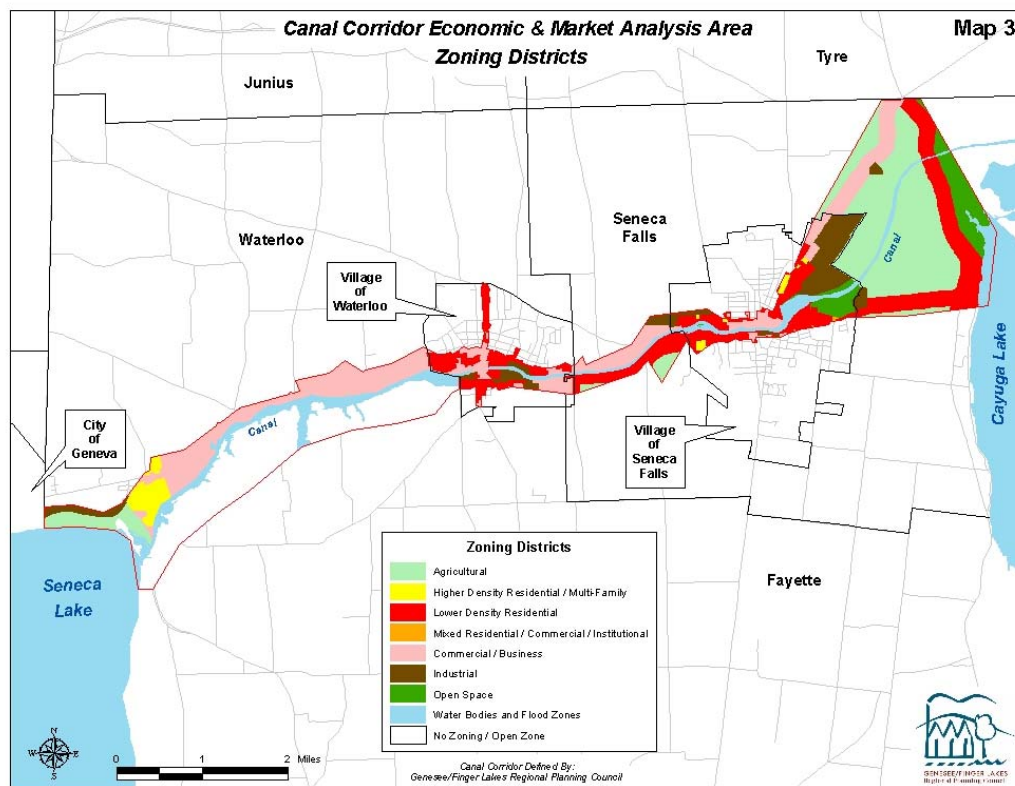 Canal Corridor Economic & Market Analysis Area
Zoning Districts
Map 3
Junius
Tyre
Waterloo
Seneca
Falls
Village
of
Waterloo
Canal
Canal
City
of
Geneva
Village
of
Seneca
Falls
Cayuga Lake
Seneca
Lake
Fayette
Zoning Districts
Agricultural
Higher Density Residential / Multi-Family
Lower Density Residential
Mixed Residential / Commercial / Institutional
Commercial / Business
Industrial
Open Space
Water Bodies and Flood Zones
No Zoning / Open Zone
N
W
E
S
0 1 2 Miles
Canal Corridor Defined By:
Genesee/Finger Lakes Regional Planning Council
GENESEE/FINGER LAKES
Regional Planning Council